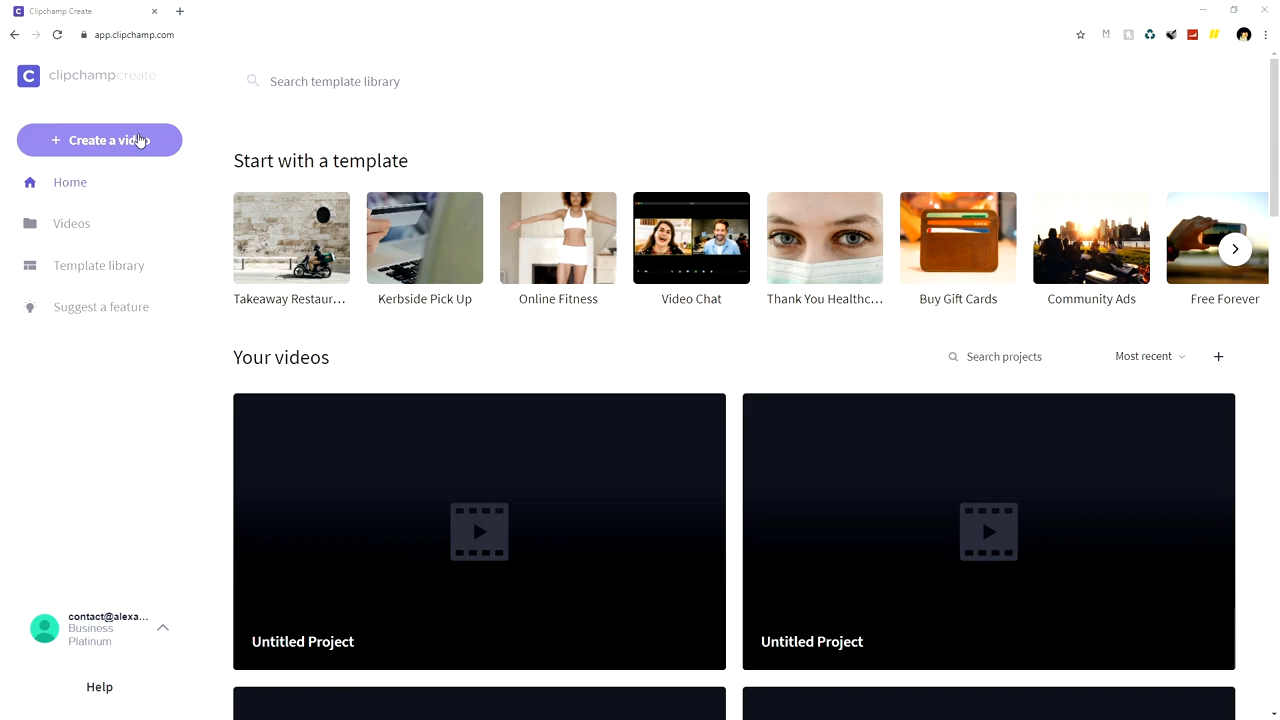 Clipchamp Create
app.clipchamp.com
clipchampcreate
Search template library
+ Create a video
Home
Videos
Template library
Suggest a feature
Start with a template
Takeaway Restaur...
Kerbside Pick Up
Online Fitness
Video Chat
Thank You Healthc...
Buy Gift Cards
Community Ads
Free Forever
Your videos
Search projects
Most recent
Untitled Project
Untitled Project
contact@alexa...
Business
Platinum
Help